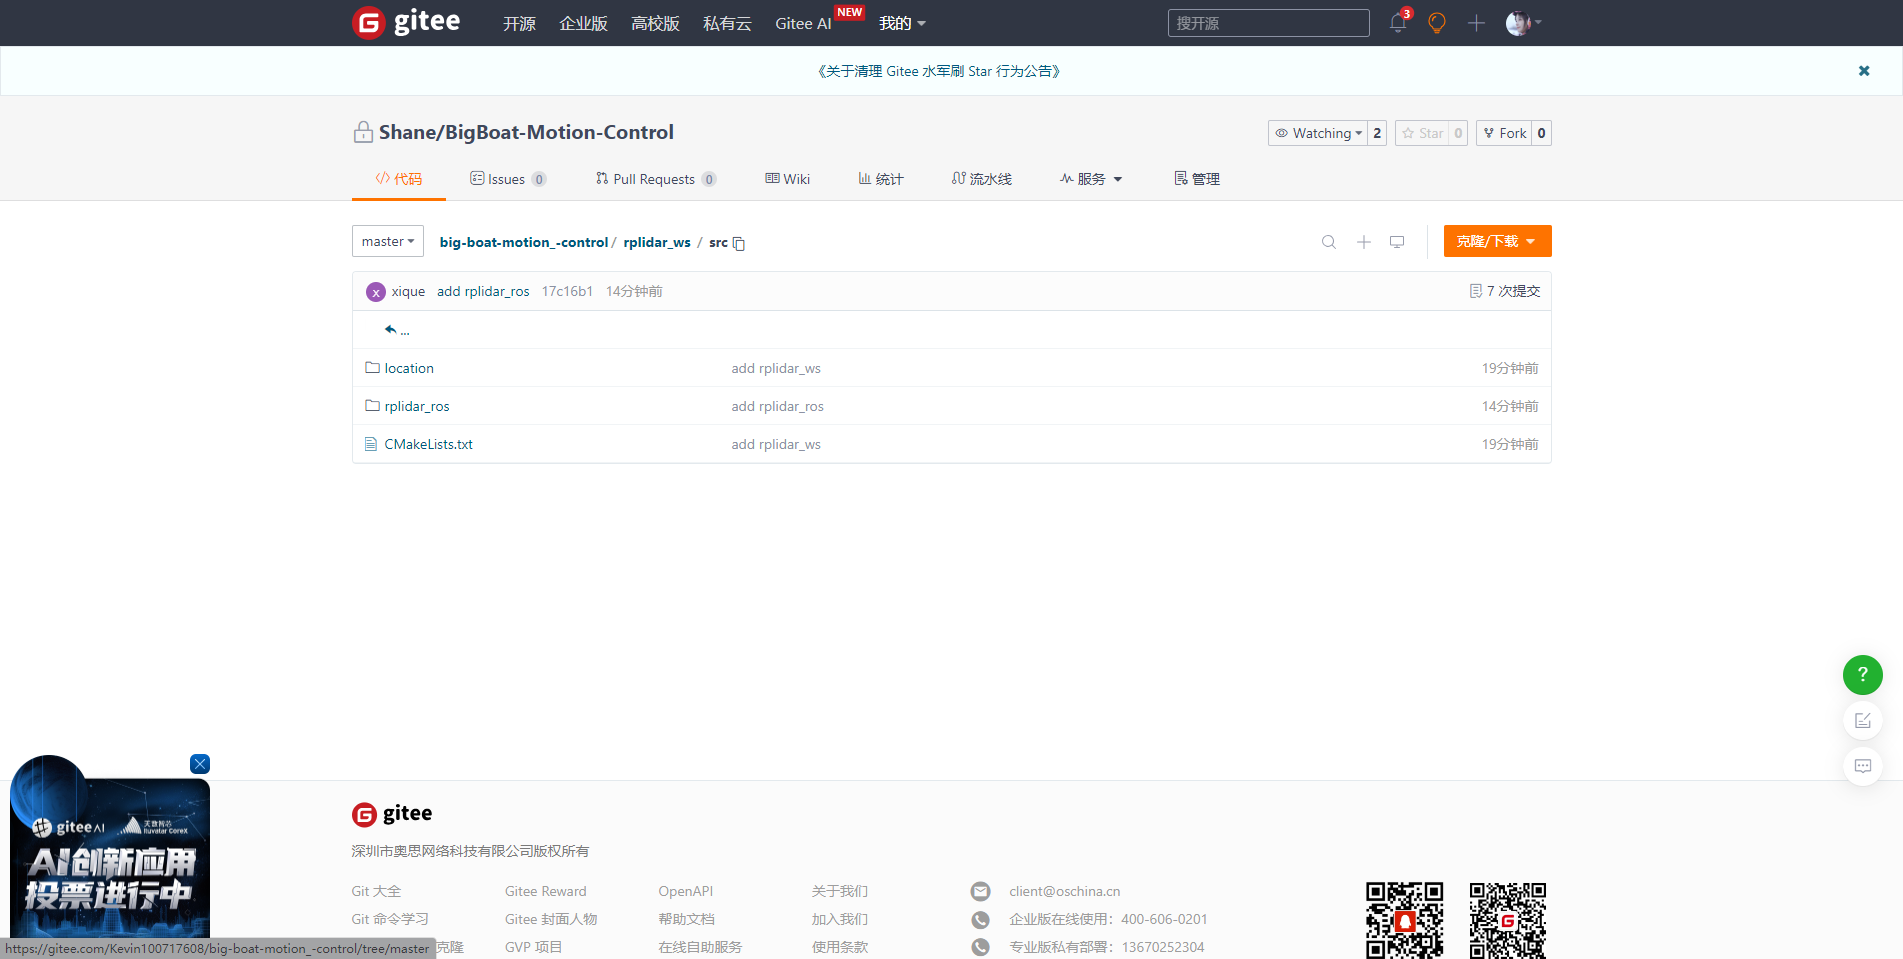 gitee 开源 企业版 高校版 私有云 Gitee AI NEW 我的 搜开源 3
《关于清理 Gitee 水军刷 Star 行为公告》
Shane/BigBoat-Motion-Control Watching 2 Star 0 Fork 0
代码 Issues 0 Pull Requests 0 Wiki 统计 流水线 服务 管理
master big-boat-motion_-control / rplidar_ws / src 克隆/下载
x xique add rplidar_ros 17c16b1 14分钟前 7 次提交
...
location add rplidar_ws 19分钟前
rplidar_ros add rplidar_ros 14分钟前
CMakeLists.txt add rplidar_ws 19分钟前
?
gitee AI 天数智芯 Iluvatar CoreX
AI创新应用
投票进行中
gitee
深圳市奥思网络科技有限公司版权所有
Git 大全 Gitee Reward OpenAPI 关于我们 client@oschina.cn
Git 命令学习 Gitee 封面人物 帮助文档 加入我们 企业版在线使用：400-606-0201
克隆 GVP 项目 在线自助服务 使用条款 专业版私有部署：13670252304
https://gitee.com/Kevin100717608/big-boat-motion_-control/tree/master